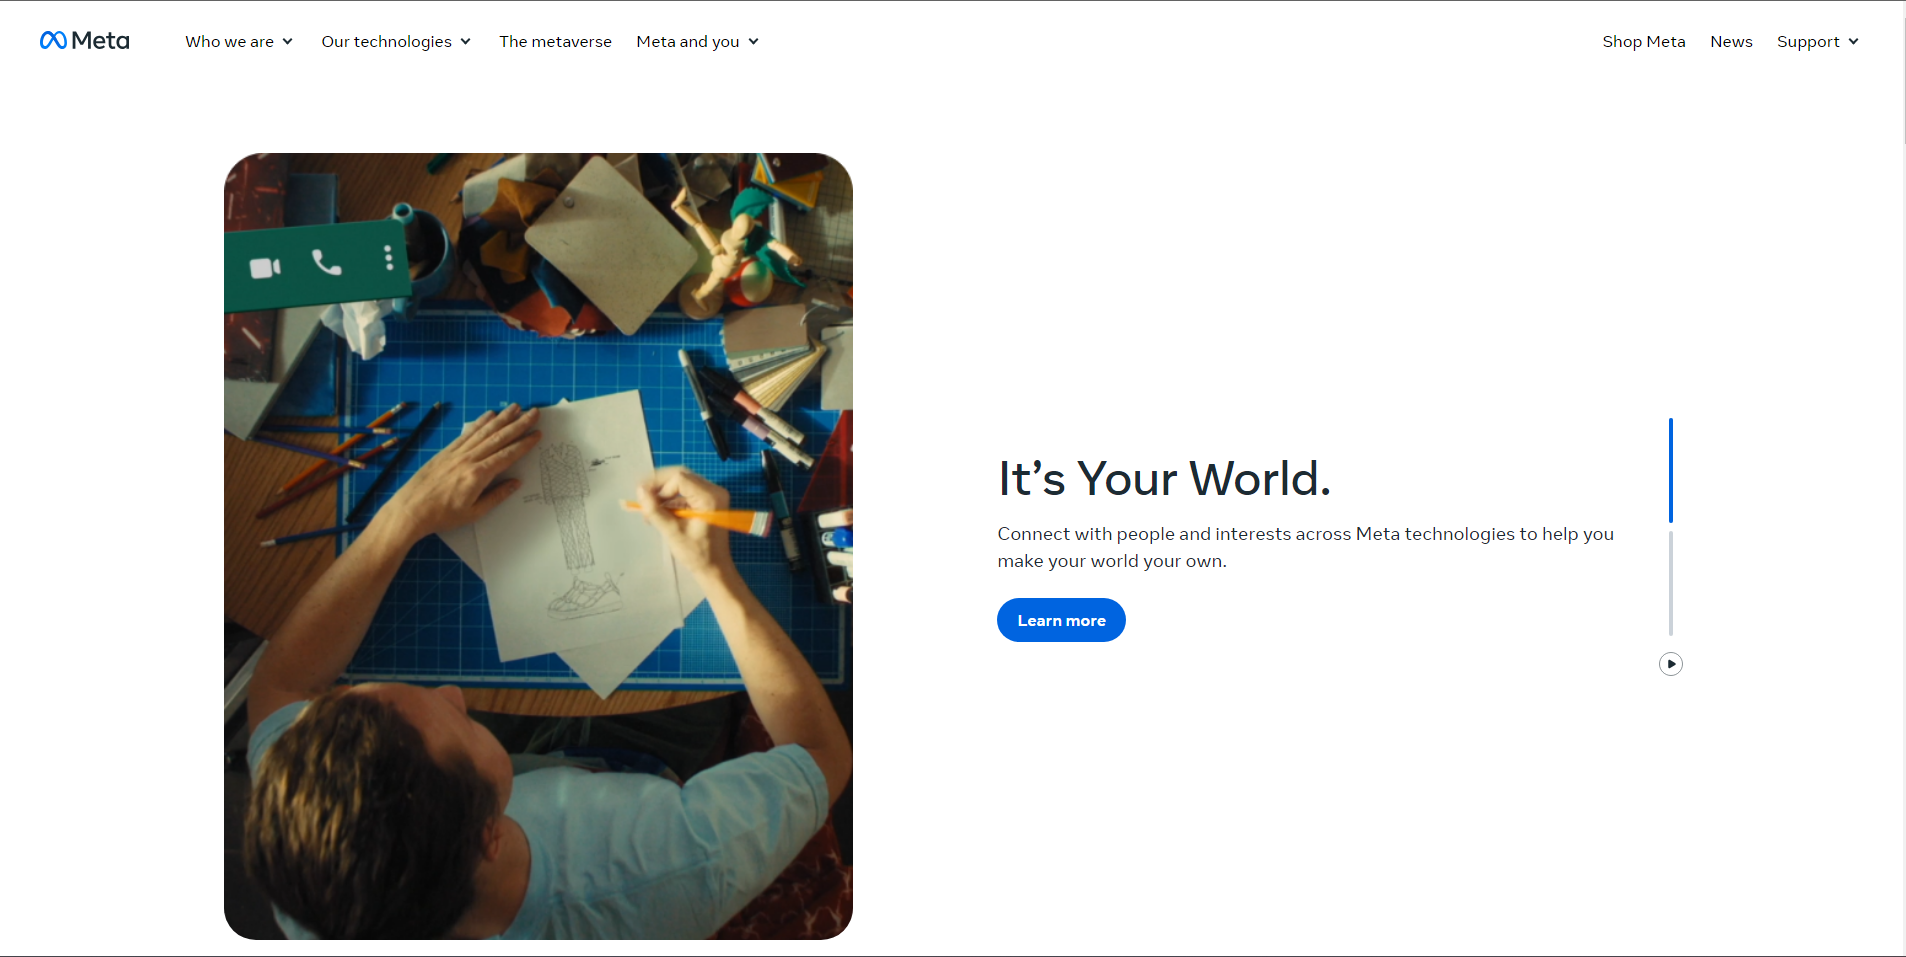 Meta
Who we are
Our technologies
The metaverse
Meta and you
Shop Meta
News
Support
It’s Your World.
Connect with people and interests across Meta technologies to help you
make your world your own.
Learn more